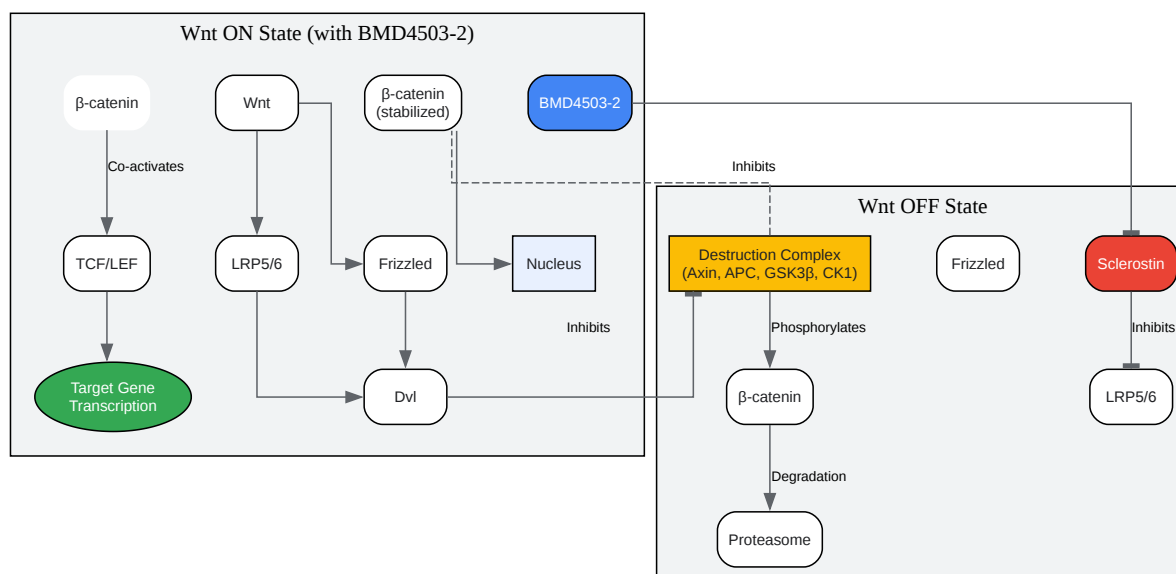 Wnt ON State (with BMD4503-2)
β-catenin
Wnt
β-catenin
(stabilized)
BMD4503-2
Co-activates
Inhibits
Wnt OFF State
TCF/LEF
LRP5/6
Frizzled
Nucleus
Destruction Complex
(Axin, APC, GSK3β, CK1)
Frizzled
Sclerostin
Inhibits
Phosphorylates
Inhibits
Target Gene
Transcription
Dvl
β-catenin
LRP5/6
Degradation
Proteasome